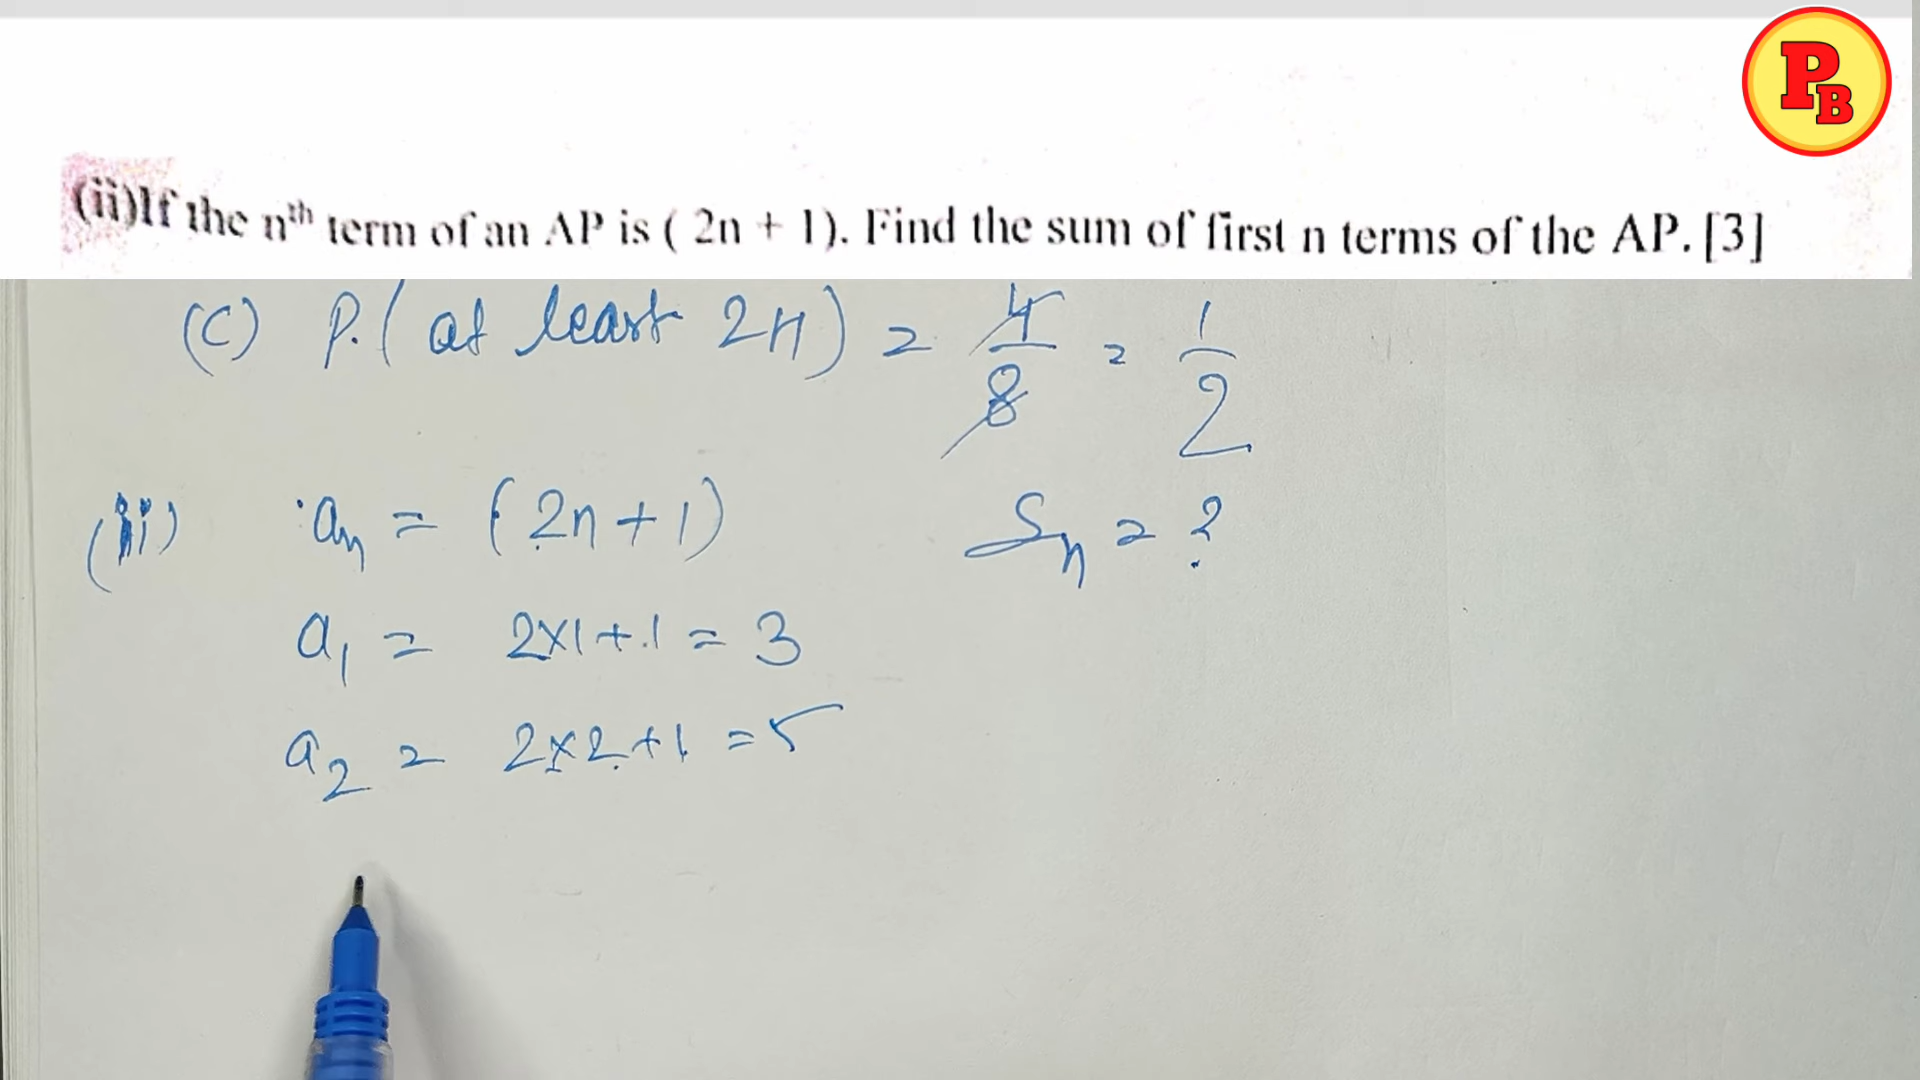 PB
(ii)If the nth term of an AP is ( 2n + 1). Find the sum of first n terms of the AP. [3]
(C) P.( at least 2H) = 4/8 = 1/2
(ii) an = (2n+1) Sn = ?
a1 = 2×1+1 = 3
a2 = 2×2+1 = 5